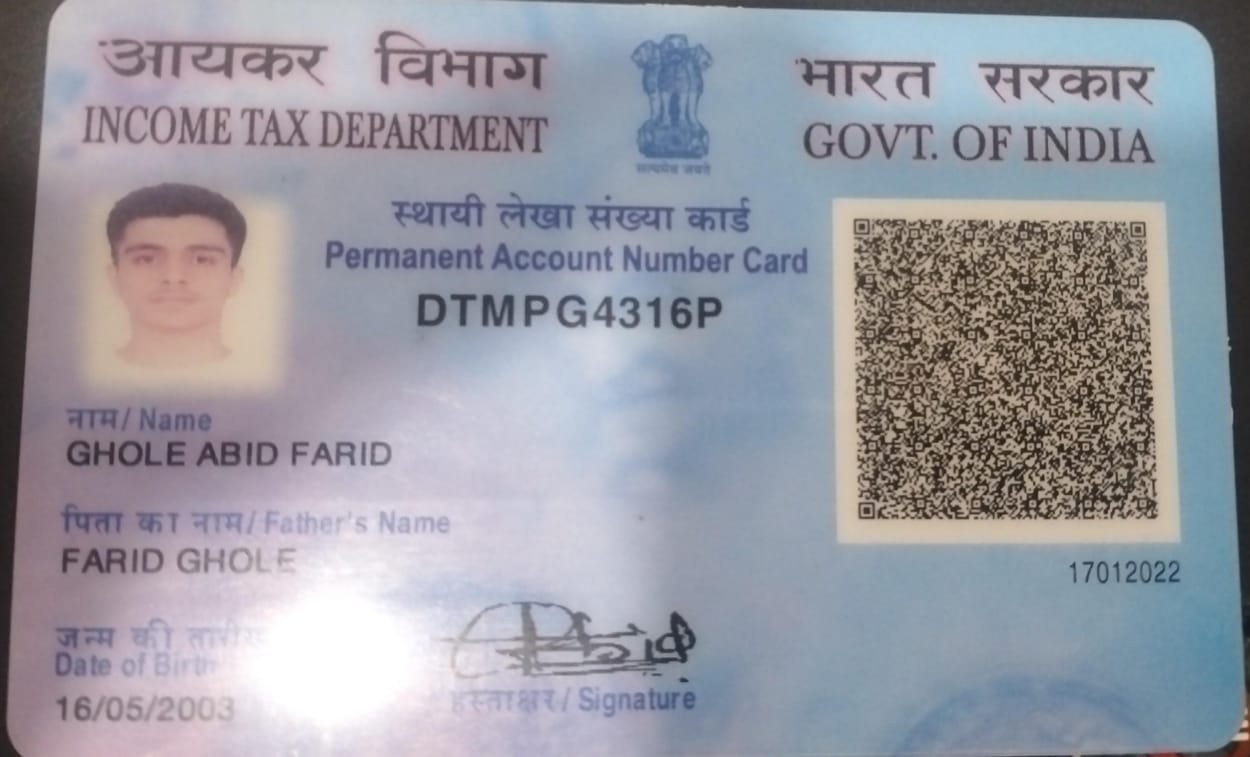 आयकर विभाग
INCOME TAX DEPARTMENT
भारत सरकार
GOVT. OF INDIA
सत्यमेव जयते
स्थायी लेखा संख्या कार्ड
Permanent Account Number Card
DTMPG4316P
नाम / Name
GHOLE ABID FARID
पिता का नाम / Father's Name
FARID GHOLE
17012022
जन्म की तारीख
Date of Birth
16/05/2003
Abid
हस्ताक्षर / Signature